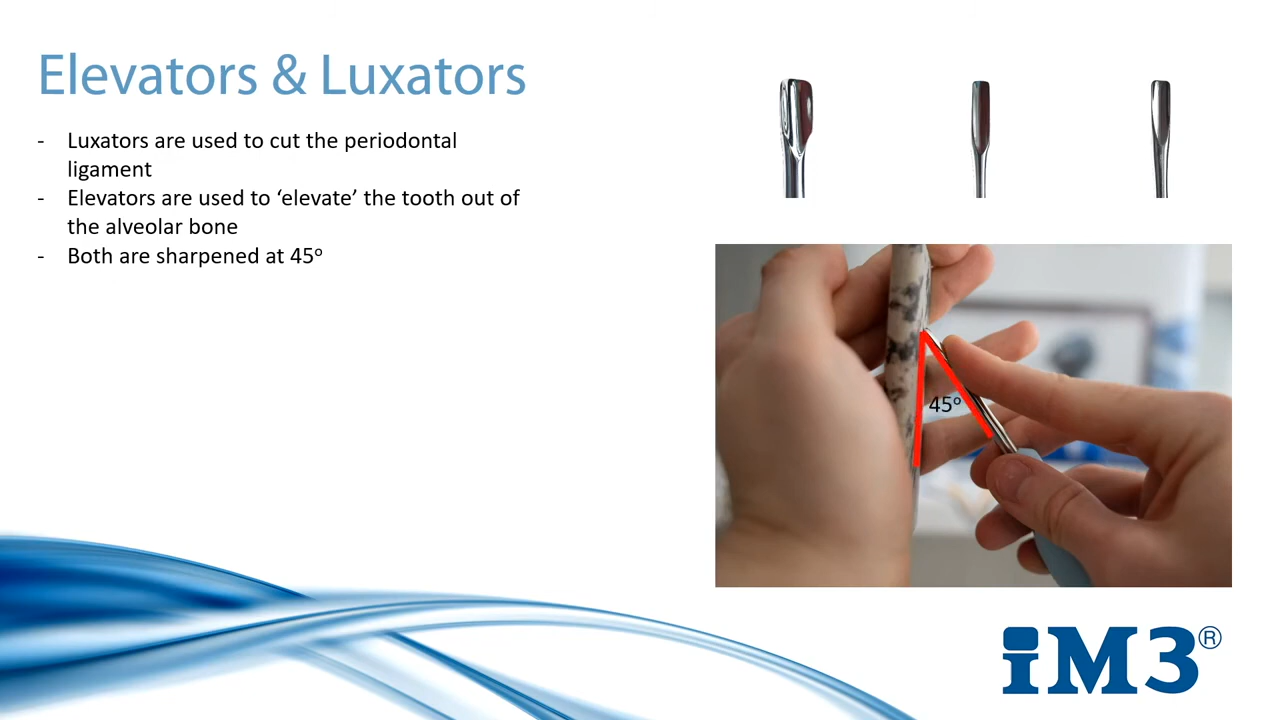 Elevators & Luxators
- Luxators are used to cut the periodontal
ligament
- Elevators are used to ‘elevate’ the tooth out of
the alveolar bone
- Both are sharpened at 45º
45º
iM3®